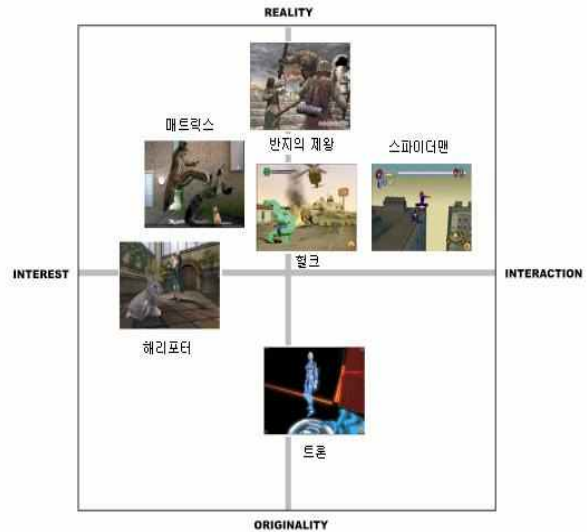 REALITY
매트릭스
반지의 제왕
스파이더맨
INTEREST
INTERACTION
헐크
해리포터
트론
ORIGINALITY